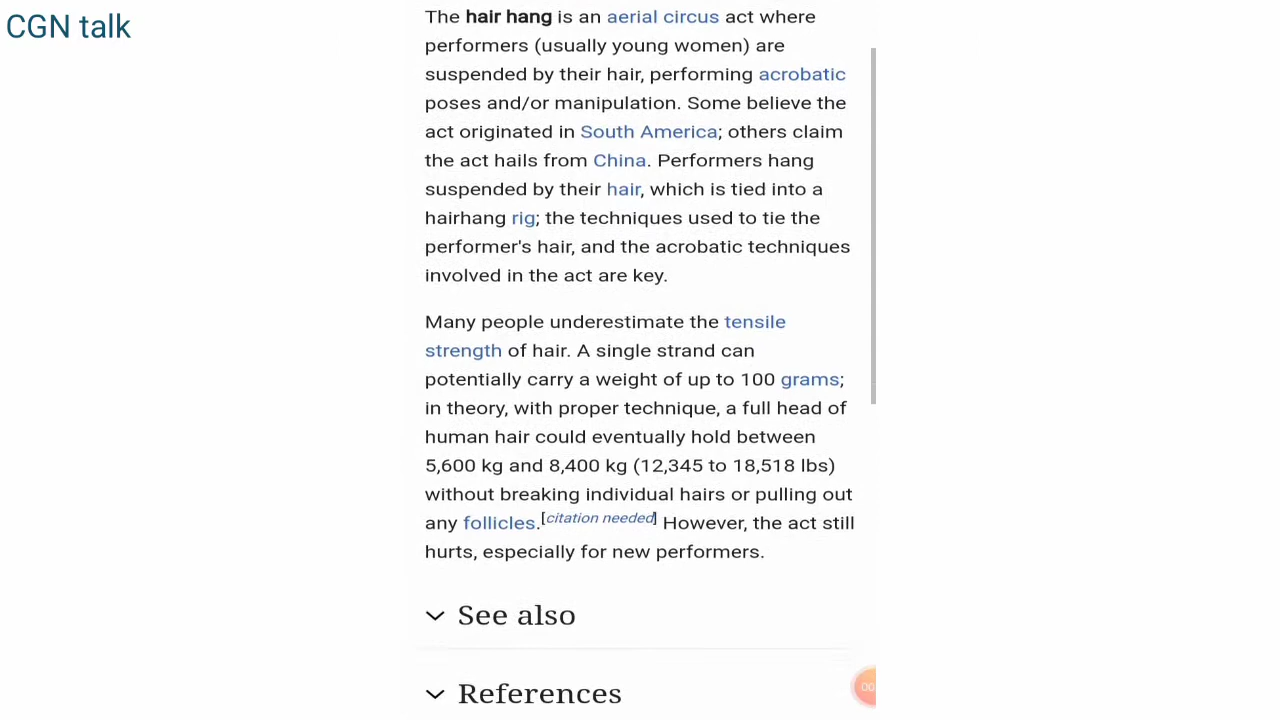 CGN talk
The hair hang is an aerial circus act where
performers (usually young women) are
suspended by their hair, performing acrobatic
poses and/or manipulation. Some believe the
act originated in South America; others claim
the act hails from China. Performers hang
suspended by their hair, which is tied into a
hairhang rig; the techniques used to tie the
performer's hair, and the acrobatic techniques
involved in the act are key.
Many people underestimate the tensile
strength of hair. A single strand can
potentially carry a weight of up to 100 grams;
in theory, with proper technique, a full head of
human hair could eventually hold between
5,600 kg and 8,400 kg (12,345 to 18,518 lbs)
without breaking individual hairs or pulling out
any follicles.[citation needed] However, the act still
hurts, especially for new performers.
See also
References
00